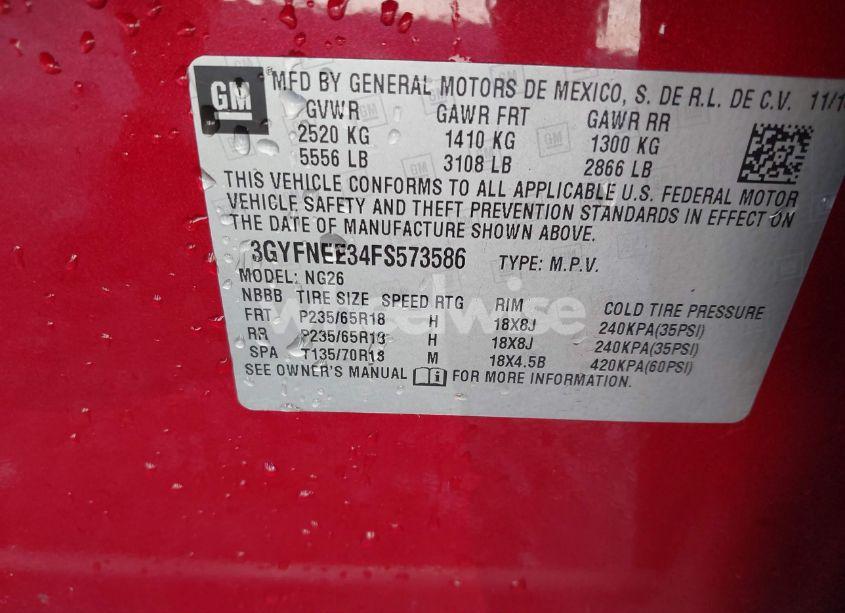 GM
MFD BY GENERAL MOTORS DE MEXICO, S. DE R.L. DE C.V. 11/1
GVWR GAWR FRT GAWR RR
2520 KG 1410 KG 1300 KG
5556 LB 3108 LB 2866 LB
THIS VEHICLE CONFORMS TO ALL APPLICABLE U.S. FEDERAL MOTOR
VEHICLE SAFETY AND THEFT PREVENTION STANDARDS IN EFFECT ON
THE DATE OF MANUFACTURE SHOWN ABOVE.
3GYFNEE34FS573586 TYPE: M.P.V.
MODEL: NG26
NBBB TIRE SIZE SPEED RTG RIM COLD TIRE PRESSURE
FRT P235/65R18 H 18X8J 240KPA(35PSI)
RR P235/65R18 H 18X8J 240KPA(35PSI)
SPA T135/70R18 M 18X4.5B 420KPA(60PSI)
SEE OWNER'S MANUAL FOR MORE INFORMATION.